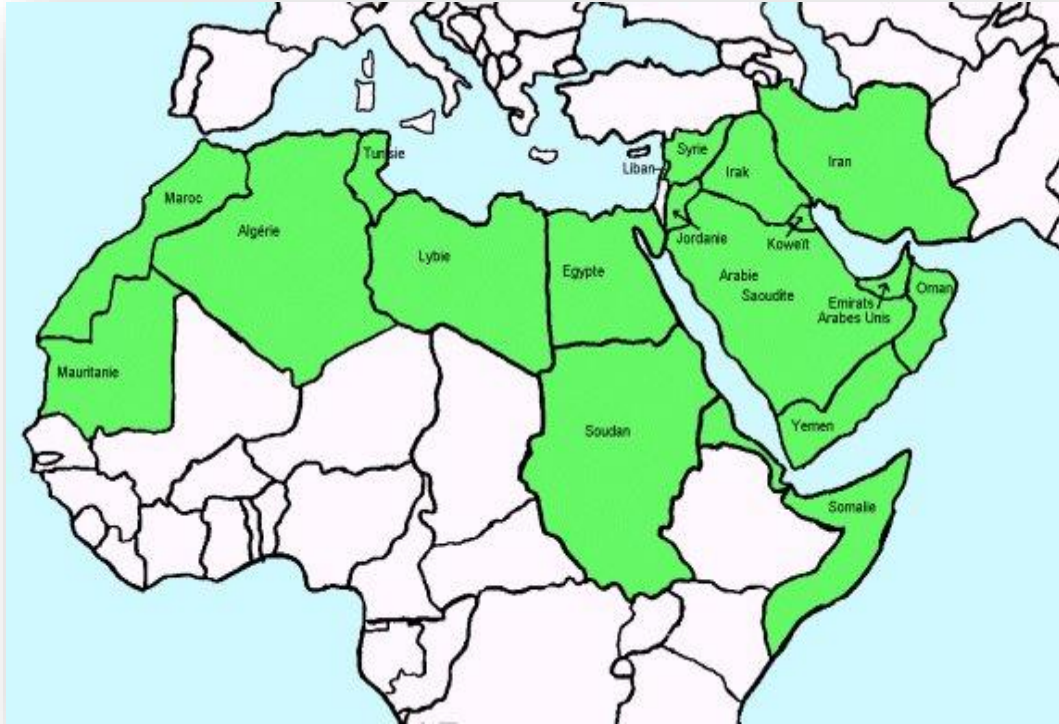 Tunisie
Syrie
Liban
Irak
Iran
Maroc
Algérie
Lybie
Egypte
Jordanie
Koweït
Arabie
Saoudite
Emirats
Arabes Unis
Oman
Mauritanie
Soudan
Yemen
Somalie